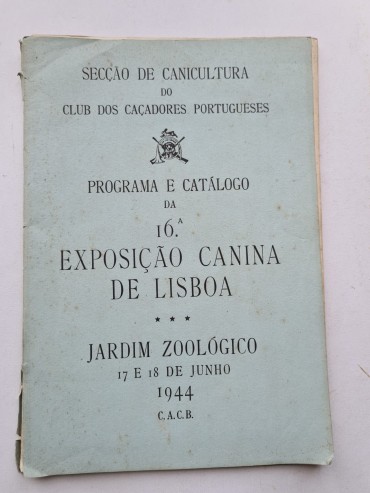 SECÇÃO DE CANICULTURA
DO
CLUB DOS CAÇADORES PORTUGUESES
PROGRAMA E CATÁLOGO
DA
16.ª
EXPOSIÇÃO CANINA
DE LISBOA
* * *
JARDIM ZOOLÓGICO
17 E 18 DE JUNHO
1944
C.A.C.B.